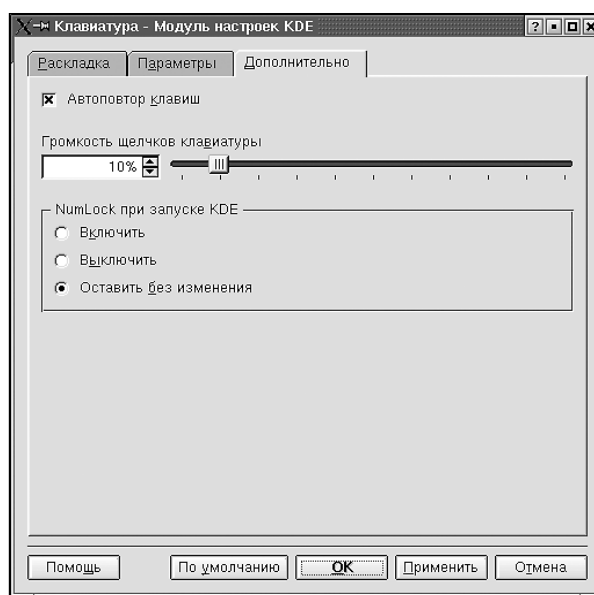 Клавиатура - Модуль настроек KDE
Раскладка Параметры Дополнительно
Автоповтор клавиш
Громкость щелчков клавиатуры
10%
NumLock при запуске KDE
Включить
Выключить
Оставить без изменения
Помощь По умолчанию OK Применить Отмена